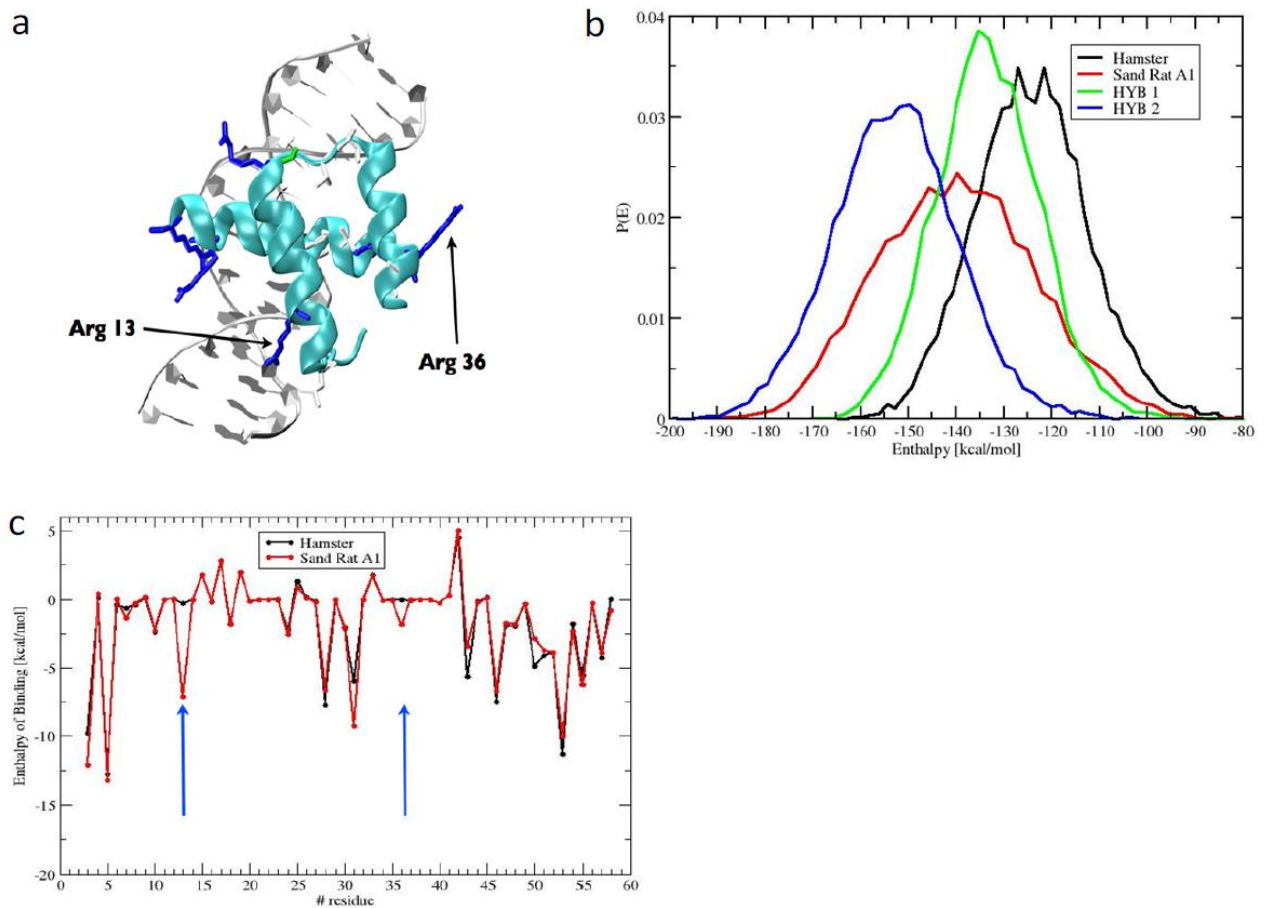 a
Arg 13
Arg 36
b
0.04
0.03
0.02
0.01
0
P(E)
Hamster
Sand Rat A1
HYB 1
HYB 2
-200 -190 -180 -170 -160 -150 -140 -130 -120 -110 -100 -90 -80
Enthalpy [kcal/mol]
c
5
0
-5
-10
-15
-20
Enthalpy of Binding [kcal/mol]
Hamster
Sand Rat A1
0 5 10 15 20 25 30 35 40 45 50 55 60
# residue